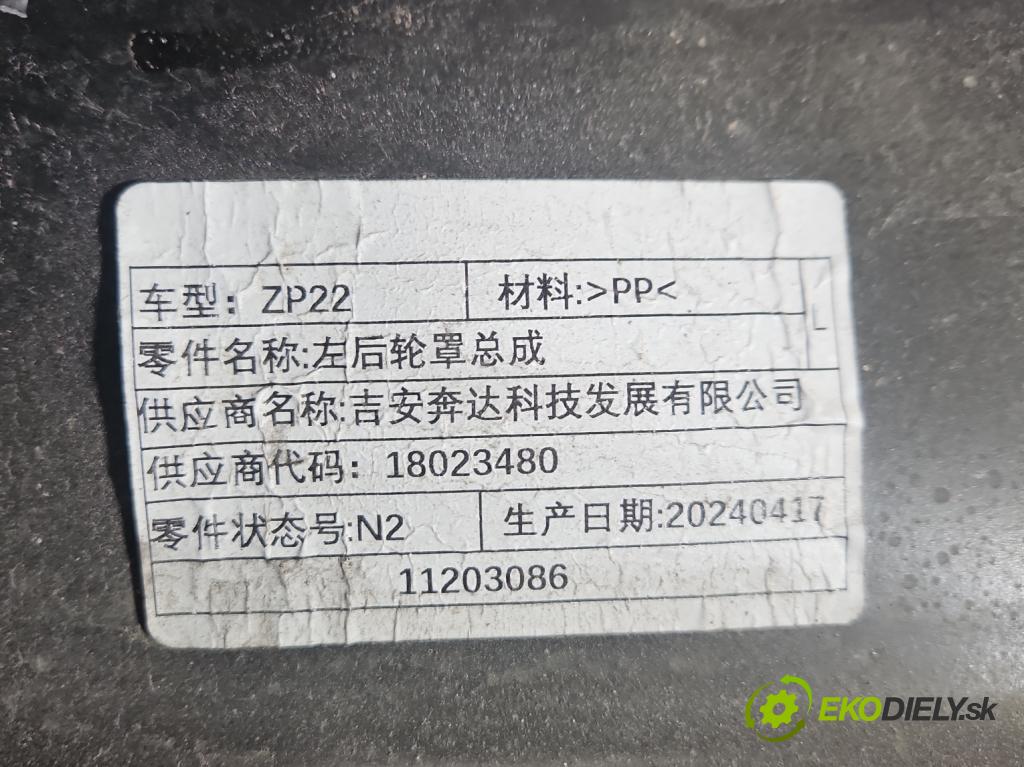 车型：ZP22 材料:>PP< L
零件名称:左后轮罩总成
供应商名称:吉安奔达科技发展有限公司
供应商代码：18023480
零件状态号:N2 生产日期:20240417
11203086
EKODIELY.sk